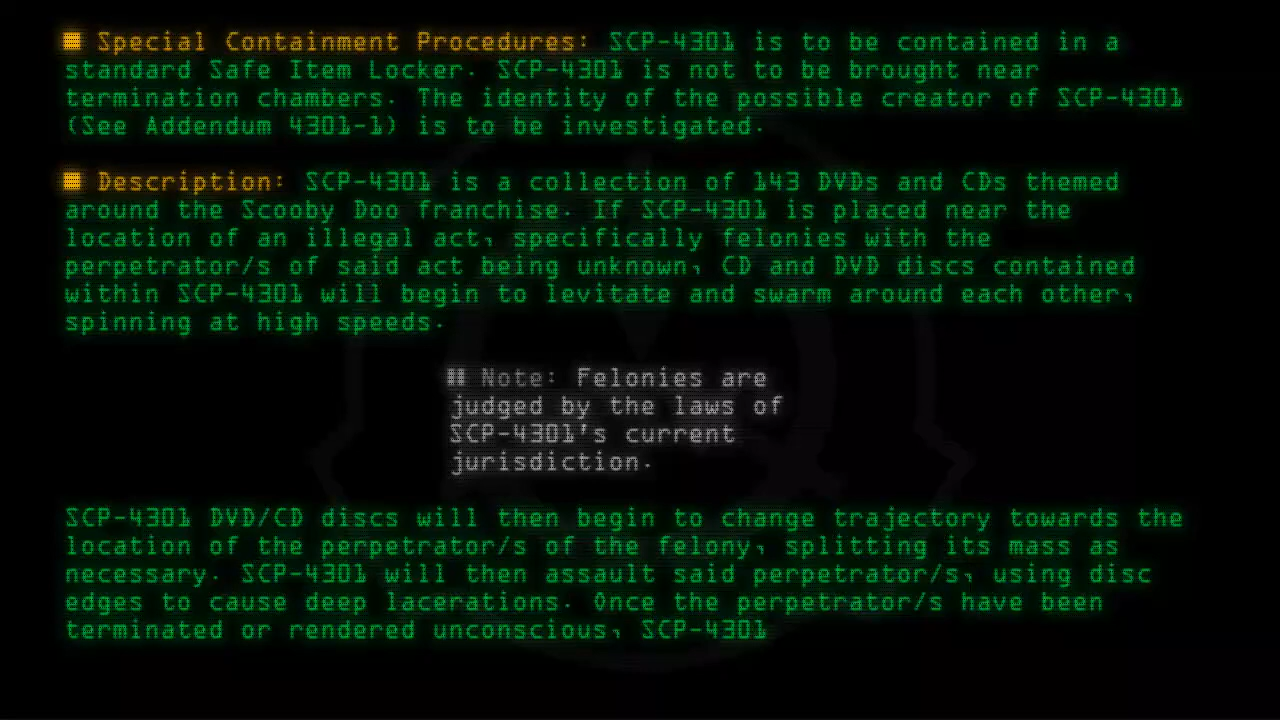 ■ Special Containment Procedures: SCP-4301 is to be contained in a
standard Safe Item Locker. SCP-4301 is not to be brought near
termination chambers. The identity of the possible creator of SCP-4301
(See Addendum 4301-1) is to be investigated.
■ Description: SCP-4301 is a collection of 143 DVDs and CDs themed
around the Scooby Doo franchise. If SCP-4301 is placed near the
location of an illegal act, specifically felonies with the
perpetrator/s of said act being unknown, CD and DVD discs contained
within SCP-4301 will begin to levitate and swarm around each other,
spinning at high speeds.
Note: Felonies are
judged by the laws of
SCP-4301's current
jurisdiction.
SCP-4301 DVD/CD discs will then begin to change trajectory towards the
location of the perpetrator/s of the felony, splitting its mass as
necessary. SCP-4301 will then assault said perpetrator/s, using disc
edges to cause deep lacerations. Once the perpetrator/s have been
terminated or rendered unconscious, SCP-4301